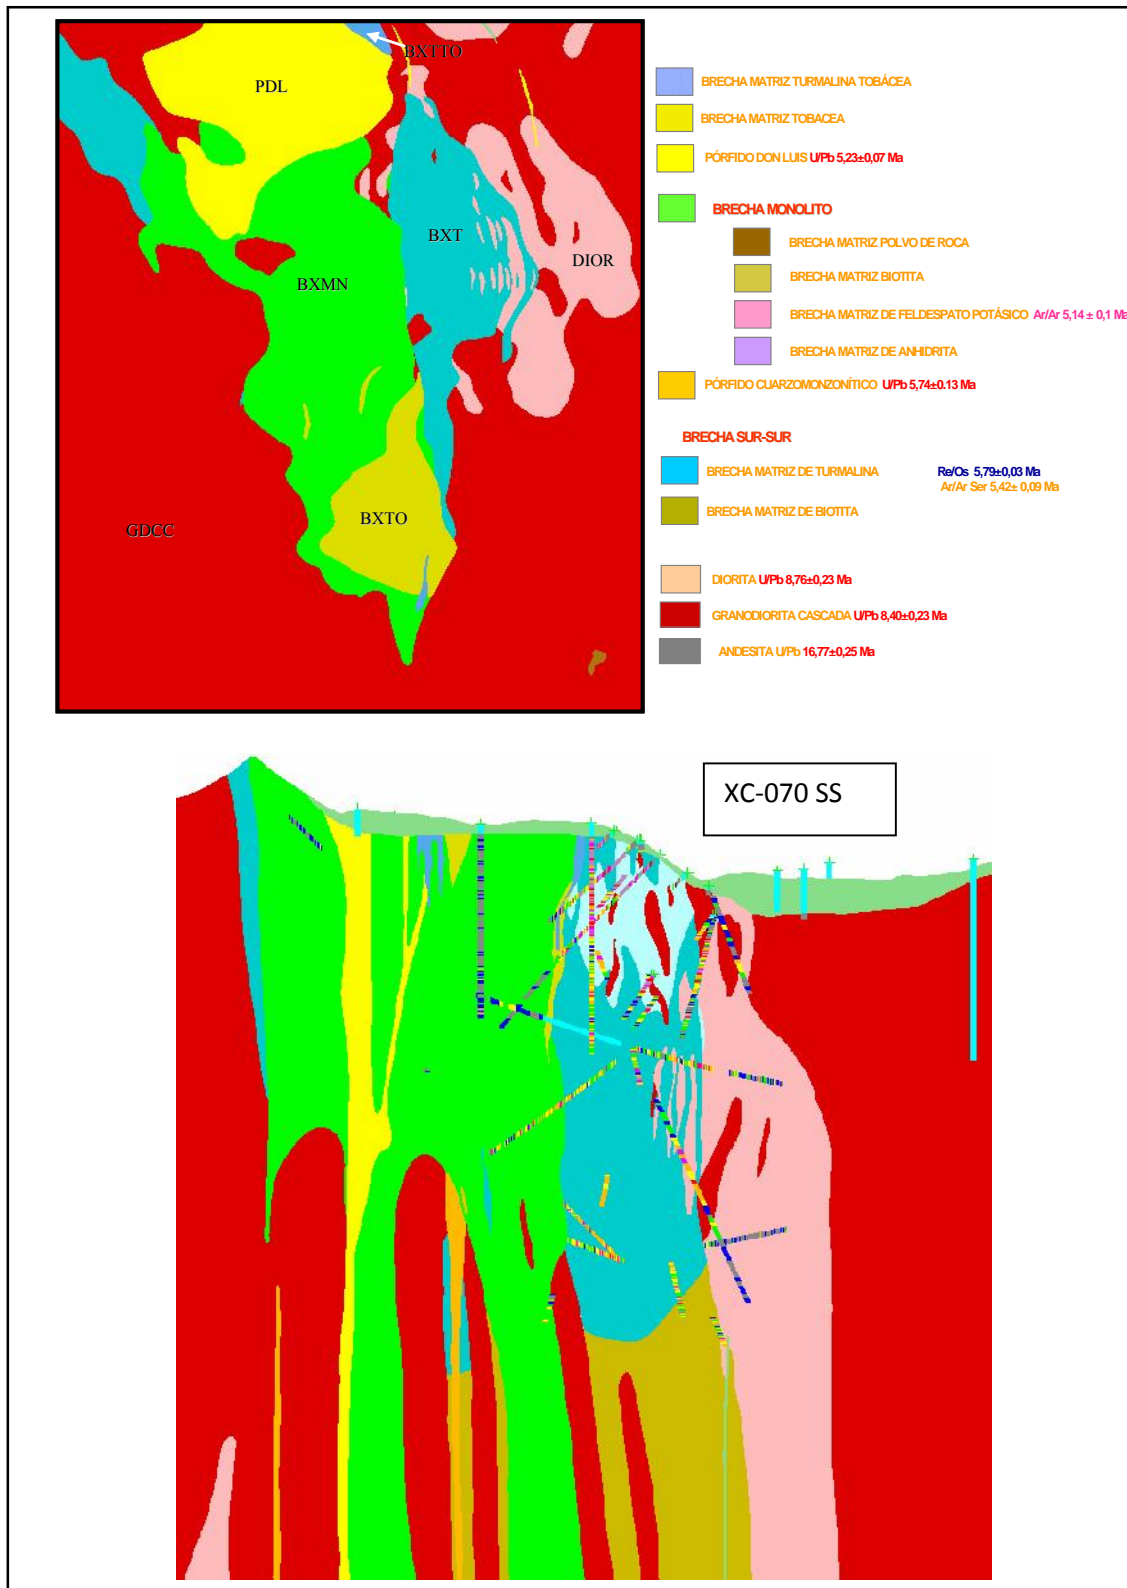 BXTTO
PDL
BXT
DIOR
BXMN
BXTO
GDCC
BRECHA MATRIZ TURMALINA TOBÁCEA
BRECHA MATRIZ TOBACEA
PÓRFIDO DON LUIS U/Pb 5,23±0,07 Ma
BRECHA MONOLITO
BRECHA MATRIZ POLVO DE ROCA
BRECHA MATRIZ BIOTITA
BRECHA MATRIZ DE FELDESPATO POTÁSICO Ar/Ar 5,14 ± 0,1 Ma
BRECHA MATRIZ DE ANHIDRITA
PÓRFIDO CUARZOMONZONÍTICO U/Pb 5,74±0.13 Ma
BRECHA SUR-SUR
BRECHA MATRIZ DE TURMALINA Re/Os 5,79±0,03 Ma
Ar/Ar Ser 5,42± 0,09 Ma
BRECHA MATRIZ DE BIOTITA
DIORITA U/Pb 8,76±0,23 Ma
GRANODIORITA CASCADA U/Pb 8,40±0,23 Ma
ANDESITA U/Pb 16,77±0,25 Ma
XC-070 SS